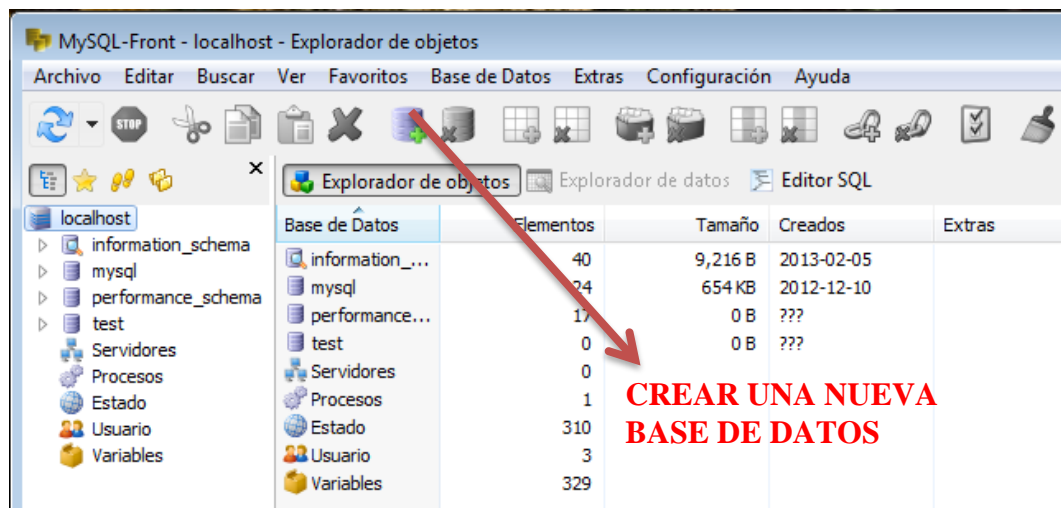 MySQL-Front - localhost - Explorador de objetos
Archivo Editar Buscar Ver Favoritos Base de Datos Extras Configuración Ayuda
STOP
Explorador de objetos Explorador de datos Editor SQL
localhost
information_schema
mysql
performance_schema
test
Servidores
Procesos
Estado
Usuario
Variables
Base de Datos Elementos Tamaño Creados Extras
information_... 40 9,216 B 2013-02-05
mysql 24 654 KB 2012-12-10
performance... 17 0 B ???
test 0 0 B ???
Servidores 0
Procesos 1
Estado 310
Usuario 3
Variables 329
CREAR UNA NUEVA
BASE DE DATOS